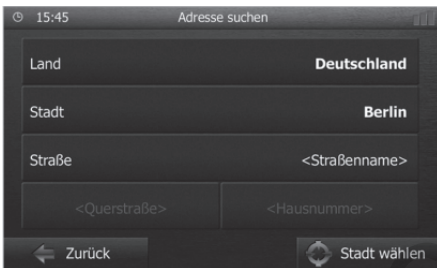 15:45 Adresse suchen
Land Deutschland
Stadt Berlin
Straße <Straßenname>
<Querstraße> <Hausnummer>
Zurück Stadt wählen